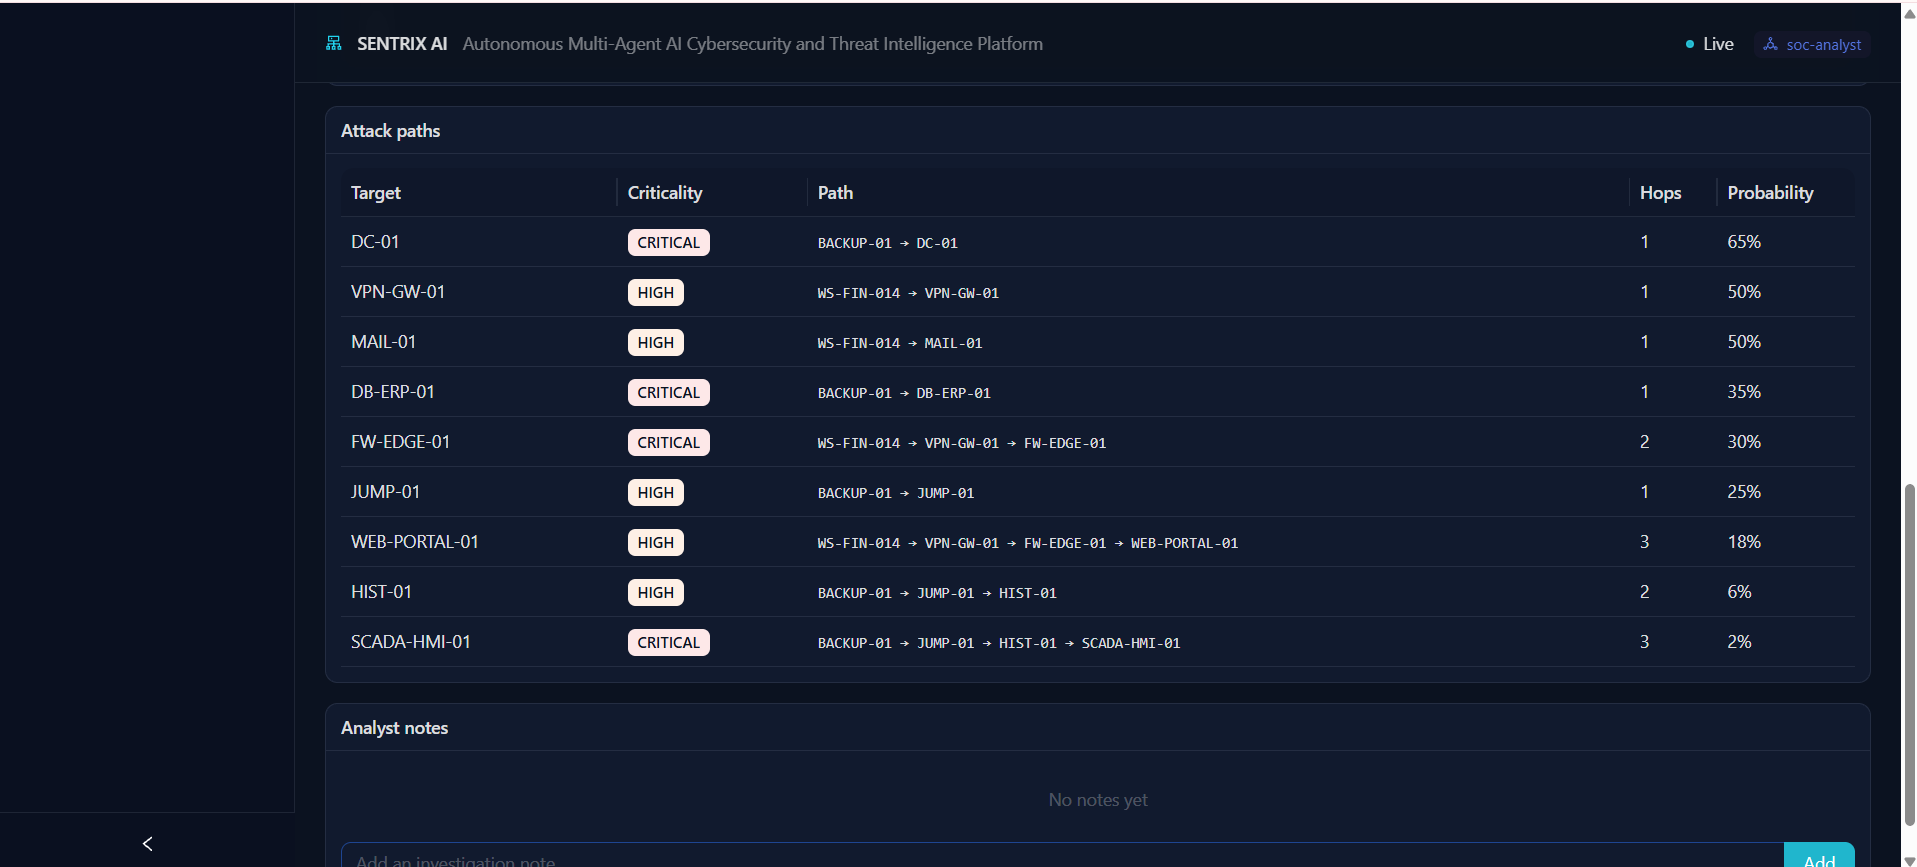 SENTRIX AI Autonomous Multi-Agent AI Cybersecurity and Threat Intelligence Platform Live soc-analyst
Attack paths
Target Criticality Path Hops Probability
DC-01 CRITICAL BACKUP-01 → DC-01 1 65%
VPN-GW-01 HIGH WS-FIN-014 → VPN-GW-01 1 50%
MAIL-01 HIGH WS-FIN-014 → MAIL-01 1 50%
DB-ERP-01 CRITICAL BACKUP-01 → DB-ERP-01 1 35%
FW-EDGE-01 CRITICAL WS-FIN-014 → VPN-GW-01 → FW-EDGE-01 2 30%
JUMP-01 HIGH BACKUP-01 → JUMP-01 1 25%
WEB-PORTAL-01 HIGH WS-FIN-014 → VPN-GW-01 → FW-EDGE-01 → WEB-PORTAL-01 3 18%
HIST-01 HIGH BACKUP-01 → JUMP-01 → HIST-01 2 6%
SCADA-HMI-01 CRITICAL BACKUP-01 → JUMP-01 → HIST-01 → SCADA-HMI-01 3 2%
Analyst notes
No notes yet
Add an investigation note Add